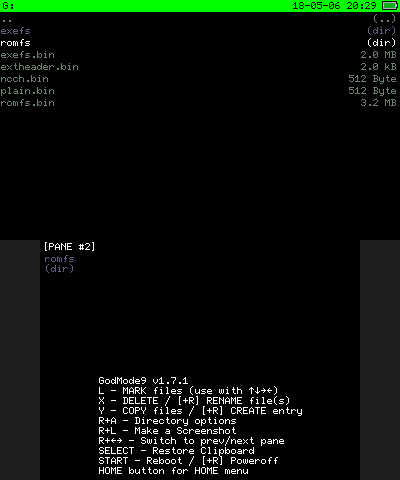 G: 18-05-06 20:29
.. (..)
exefs (dir)
romfs (dir)
exefs.bin 2.0 MB
extheader.bin 2.0 kB
ncch.bin 512 Byte
plain.bin 512 Byte
romfs.bin 3.2 MB
[PANE #2]
romfs
(dir)
GodMode9 v1.7.1
L - MARK files (use with ↑↓→←)
X - DELETE / [+R] RENAME file(s)
Y - COPY files / [+R] CREATE entry
R+A - Directory options
R+L - Make a Screenshot
R+←→ - Switch to prev/next pane
SELECT - Restore Clipboard
START - Reboot / [+R] Poweroff
HOME button for HOME menu